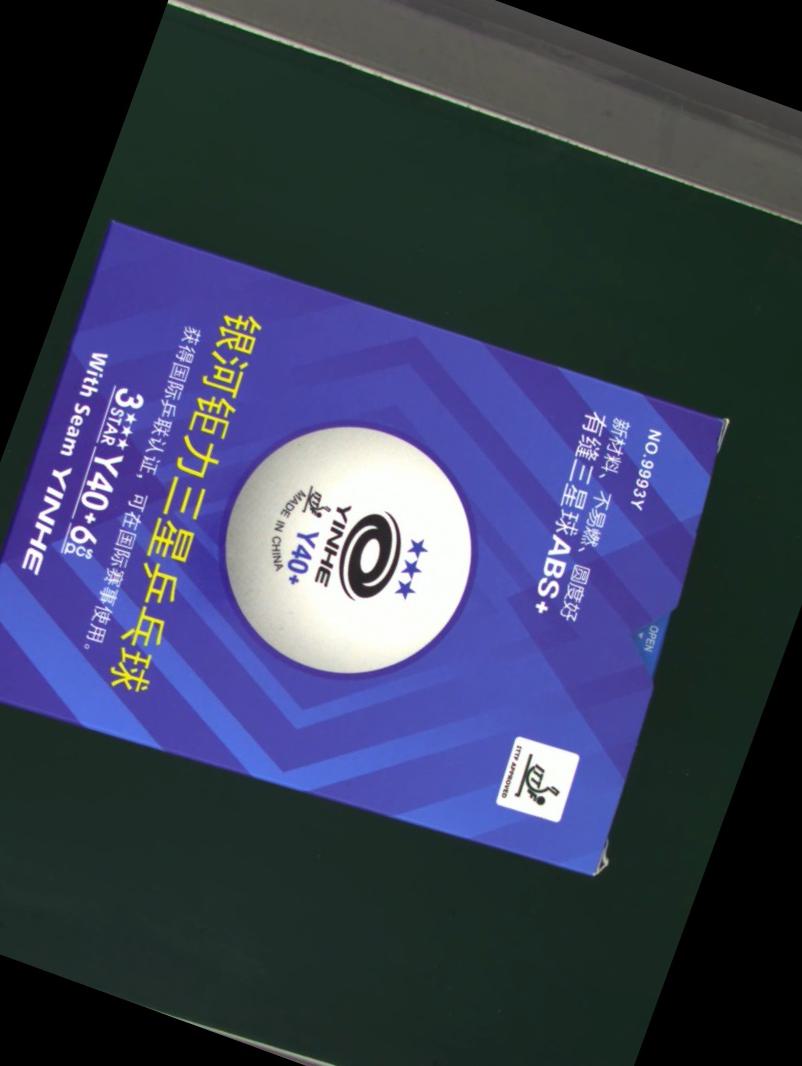 NO.9993Y
新材料、不易燃、圆度好
有缝三星球ABS+
OPEN
ITTF APPROVED
YINHE
Y40+
MADE IN CHINA
银河钜力三星乒乓球
获得国际乒联认证，可在国际赛事使用。
3★★★ STAR Y40+ 6 BALLS
With Seam YINHE